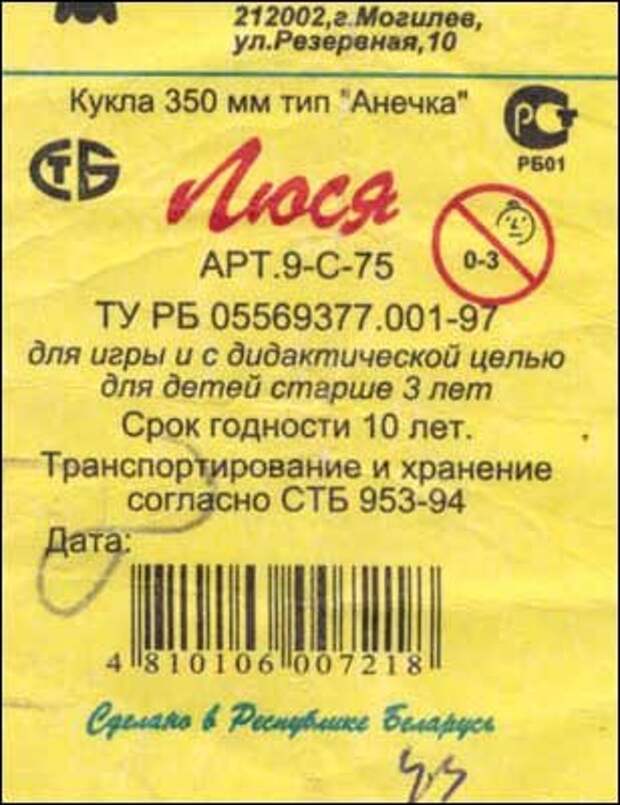 212002,г.Могилев,
ул.Резервная,10
Кукла 350 мм тип "Анечка"
СТБ
РСТ
РБ01
Люся
0-3
АРТ.9-С-75
ТУ РБ 05569377.001-97
для игры и с дидактической целью
для детей старше 3 лет
Срок годности 10 лет.
Транспортирование и хранение
согласно СТБ 953-94
Дата:
4 810106 007218
Сделано в Республике Беларусь